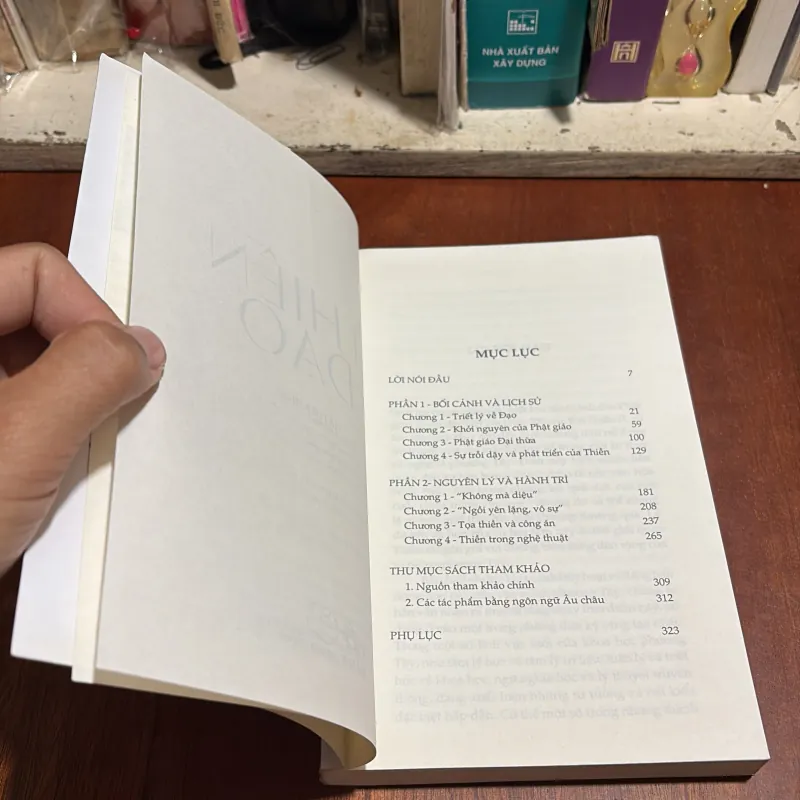 NHÀ XUẤT BẢN
XÂY DỰNG
MỤC LỤC
LỜI NÓI ĐẦU 7
PHẦN 1 - BỐI CẢNH VÀ LỊCH SỬ
Chương 1 - Triết lý về Đạo 21
Chương 2 - Khởi nguyên của Phật giáo 59
Chương 3 - Phật giáo Đại thừa 100
Chương 4 - Sự trỗi dậy và phát triển của Thiền 129
PHẦN 2- NGUYÊN LÝ VÀ HÀNH TRÌ
Chương 1 - “Không mà diệu” 181
Chương 2 - “Ngồi yên lặng, vô sự” 208
Chương 3 - Tọa thiền và công án 237
Chương 4 - Thiền trong nghệ thuật 265
THƯ MỤC SÁCH THAM KHẢO
1. Nguồn tham khảo chính 309
2. Các tác phẩm bằng ngôn ngữ Âu châu 312
PHỤ LỤC 323